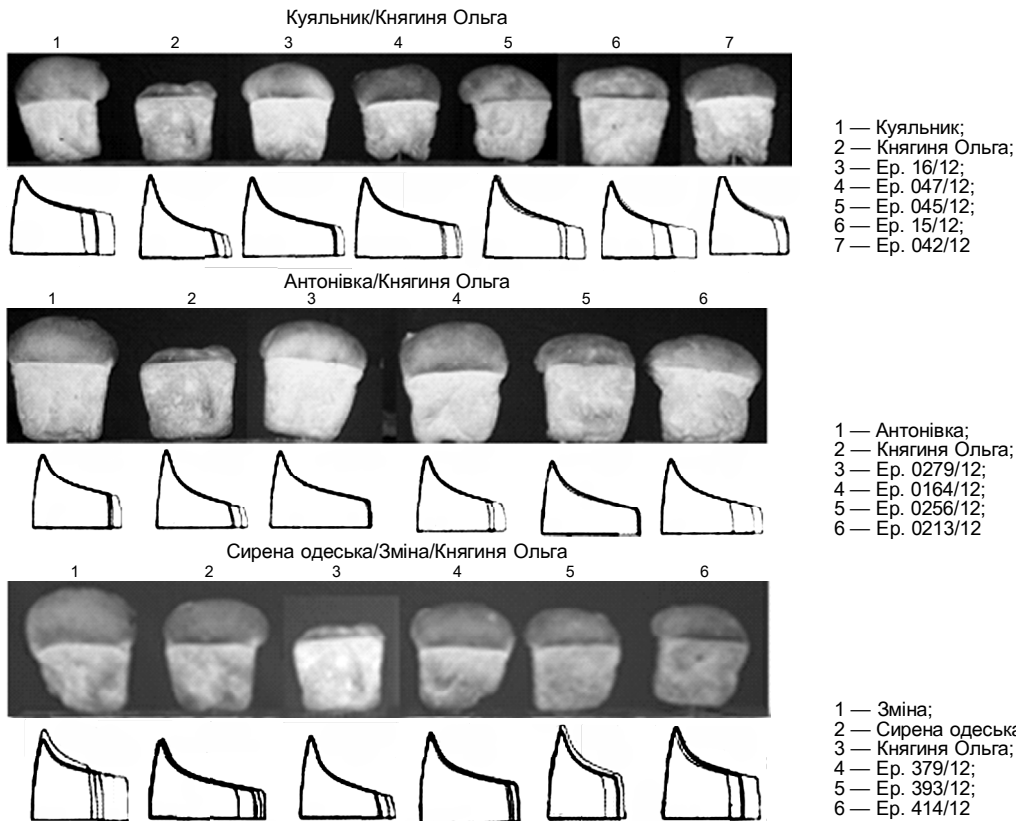 Куяльник/Княгиня Ольга
1 2 3 4 5 6 7
1 — Куяльник;
2 — Княгиня Ольга;
3 — Ер. 16/12;
4 — Ер. 047/12;
5 — Ер. 045/12;
6 — Ер. 15/12;
7 — Ер. 042/12
Антонівка/Княгиня Ольга
1 2 3 4 5 6
1 — Антонівка;
2 — Княгиня Ольга;
3 — Ер. 0279/12;
4 — Ер. 0164/12;
5 — Ер. 0256/12;
6 — Ер. 0213/12
Сирена одеська/Зміна/Княгиня Ольга
1 2 3 4 5 6
1 — Зміна;
2 — Сирена одеська
3 — Княгиня Ольга;
4 — Ер. 379/12;
5 — Ер. 393/12;
6 — Ер. 414/12